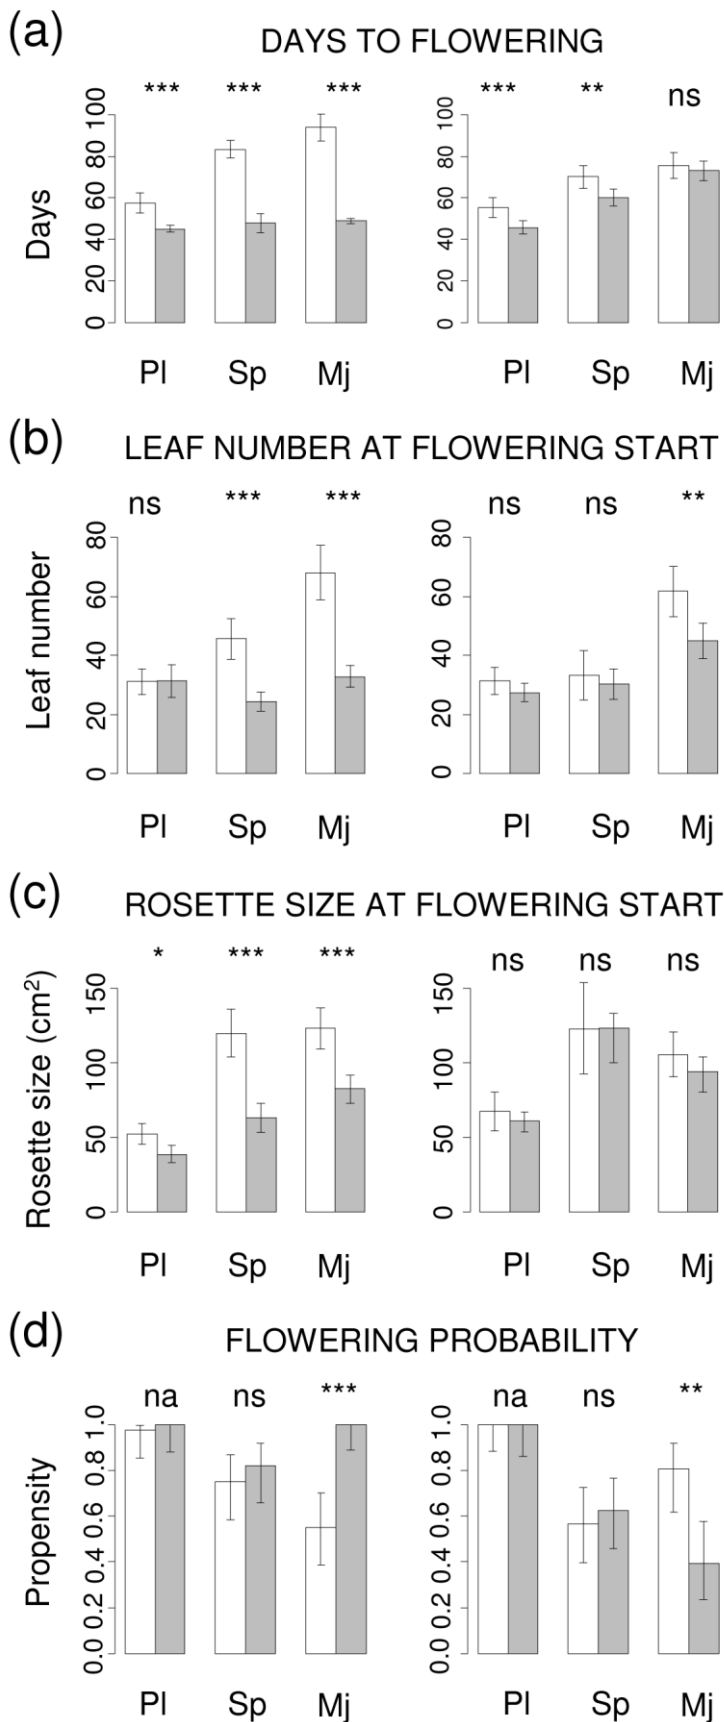 (a)
DAYS TO FLOWERING
*** *** *** *** ** ns
Days
0 20 40 60 80 100
0 20 40 60 80 100
Pl Sp Mj Pl Sp Mj
(b)
LEAF NUMBER AT FLOWERING START
ns *** *** ns ns **
Leaf number
0 20 40 60 80
0 20 40 60 80
Pl Sp Mj Pl Sp Mj
(c)
ROSETTE SIZE AT FLOWERING START
* *** *** ns ns ns
Rosette size (cm²)
0 50 100 150
0 50 100 150
Pl Sp Mj Pl Sp Mj
(d)
FLOWERING PROBABILITY
na ns *** na ns **
Propensity
0.0 0.2 0.4 0.6 0.8 1.0
0.0 0.2 0.4 0.6 0.8 1.0
Pl Sp Mj Pl Sp Mj